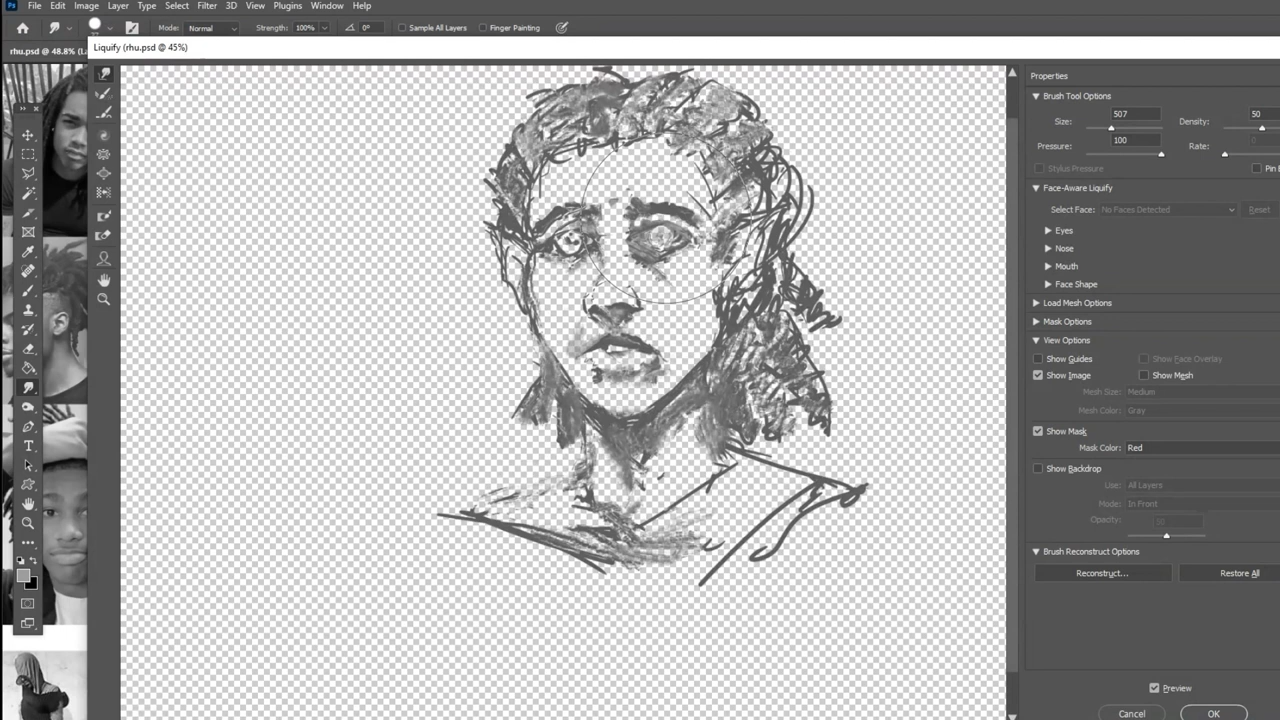 Ps File Edit Image Layer Type Select Filter 3D View Plugins Window Help
Mode: Normal Strength: 100% 0° Sample All Layers Finger Painting
rhu.psd @ 48.8% (L
Liquify (rhu.psd @ 45%)
Properties
Brush Tool Options
Size: 507 Density: 50
Pressure: 100 Rate: 0
Stylus Pressure Pin E
Face-Aware Liquify
Select Face: No Faces Detected Reset
Eyes
Nose
Mouth
Face Shape
Load Mesh Options
Mask Options
View Options
Show Guides Show Face Overlay
Show Image Show Mesh
Mesh Size: Medium
Mesh Color: Gray
Show Mask
Mask Color: Red
Show Backdrop
Use: All Layers
Mode: In Front
Opacity:
Brush Reconstruct Options
Reconstruct... Restore All
Preview
Cancel OK